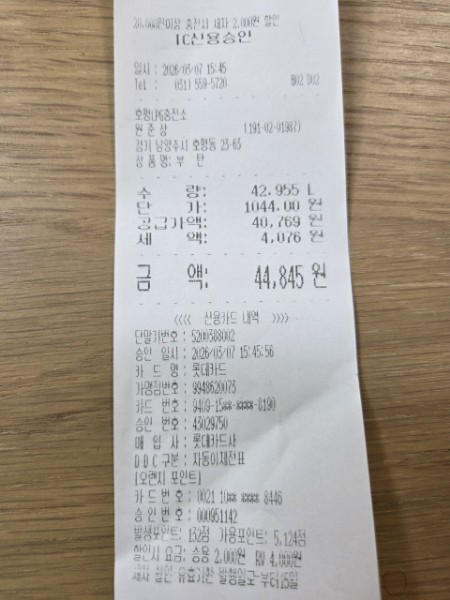 20,000원이상 충전시 세차 2,000원 할인
IC신용승인
일시 : 2026/03/07 15:45
Tel : (031) 559-5720 B02 D02
호평LPG충전소
원 준 상 (191-02-01987)
경기 남양주시 호평동 23-63
상 품 명: 부 탄
수 량: 42.955 L
단 가: 1044.00 원
공급가액: 40,769 원
세 액: 4,076 원
금 액: 44,845 원
<<<< 신용카드 내역 >>>>
단말기번호 : 5200388002
승인 일시 : 2026/03/07 15:45:56
카 드 명 : 롯데카드
가맹점번호 : 9948620075
카드 번호 : 9409-15**-****-8190
승인 번호 : 43029750
매 입 사 : 롯데카드사
D D C 구분 : 자동이체전표
[오렌지 포인트]
카 드 번 호 : 0021 10** **** 8446
승 인 번 호 : 000951142
발생포인트: 132점 가용포인트: 5,124점
할인시 요금: 승용 2,000원 RV 4,000원
세차 할인 유효기간 발행일로부터15일